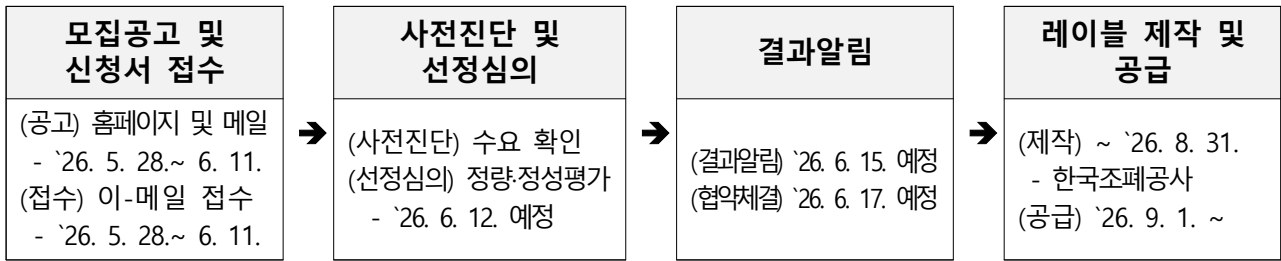 모집공고 및
신청서 접수
(공고) 홈페이지 및 메일
- `26. 5. 28.~ 6. 11.
(접수) 이-메일 접수
- `26. 5. 28.~ 6. 11.
➔
사전진단 및
선정심의
(사전진단) 수요 확인
(선정심의) 정량·정성평가
- `26. 6. 12. 예정
➔
결과알림
(결과알림) `26. 6. 15. 예정
(협약체결) `26. 6. 17. 예정
➔
레이블 제작 및
공급
(제작) ~ `26. 8. 31.
- 한국조폐공사
(공급) `26. 9. 1. ~